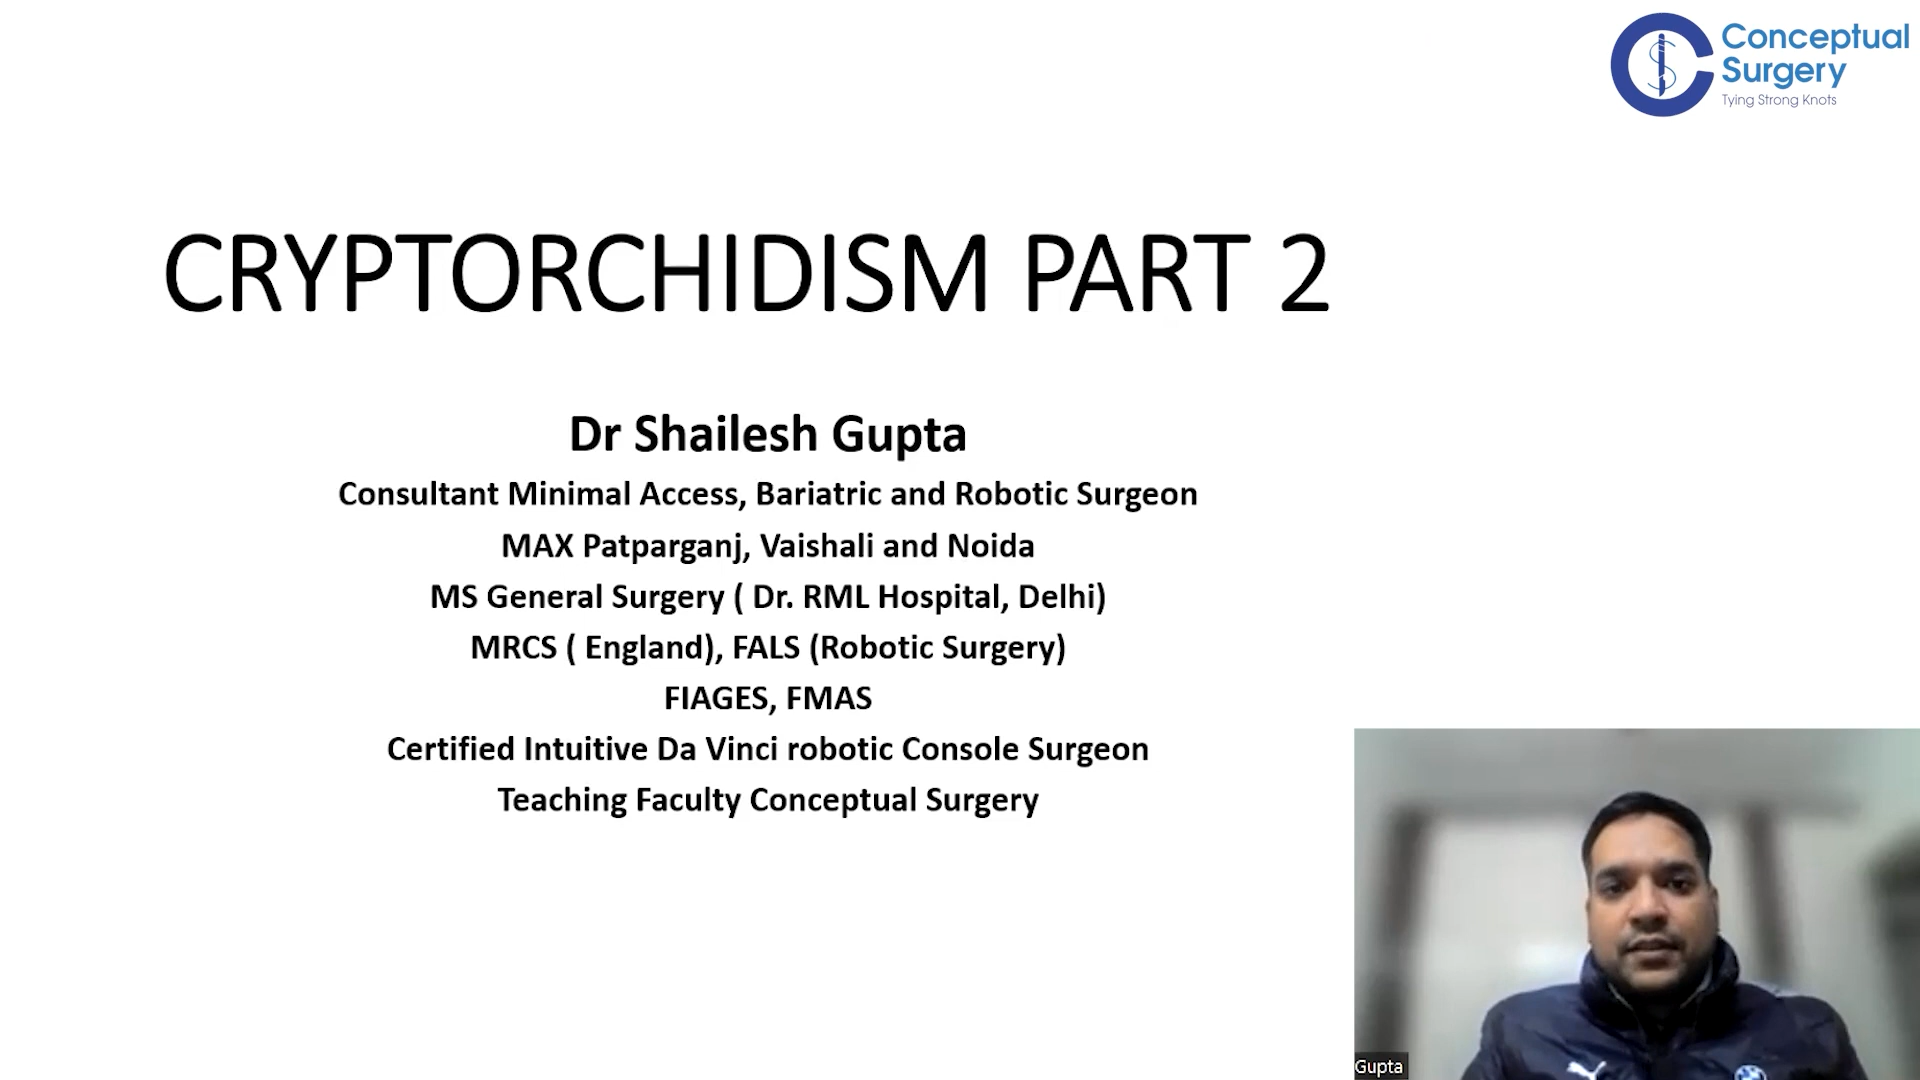 Conceptual
Surgery
Tying Strong Knots
CRYPTORCHIDISM PART 2
Dr Shailesh Gupta
Consultant Minimal Access, Bariatric and Robotic Surgeon
MAX Patparganj, Vaishali and Noida
MS General Surgery ( Dr. RML Hospital, Delhi)
MRCS ( England), FALS (Robotic Surgery)
FIAGES, FMAS
Certified Intuitive Da Vinci robotic Console Surgeon
Teaching Faculty Conceptual Surgery
Gupta